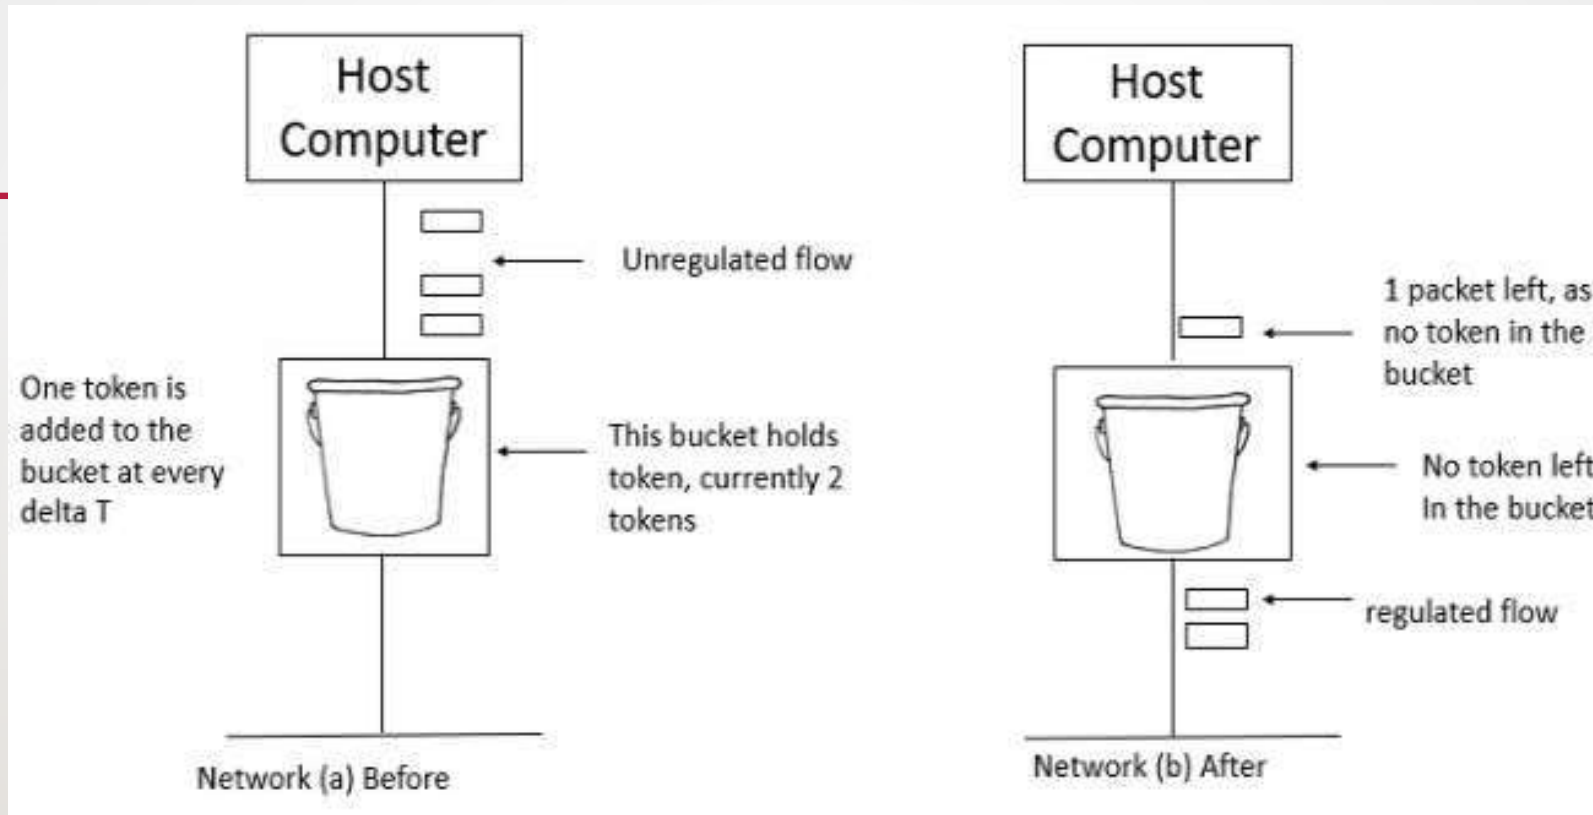 Host
Computer
Unregulated flow
One token is
added to the
bucket at every
delta T
This bucket holds
token, currently 2
tokens
Network (a) Before
Host
Computer
1 packet left, as
no token in the
bucket
No token left
In the bucket
regulated flow
Network (b) After